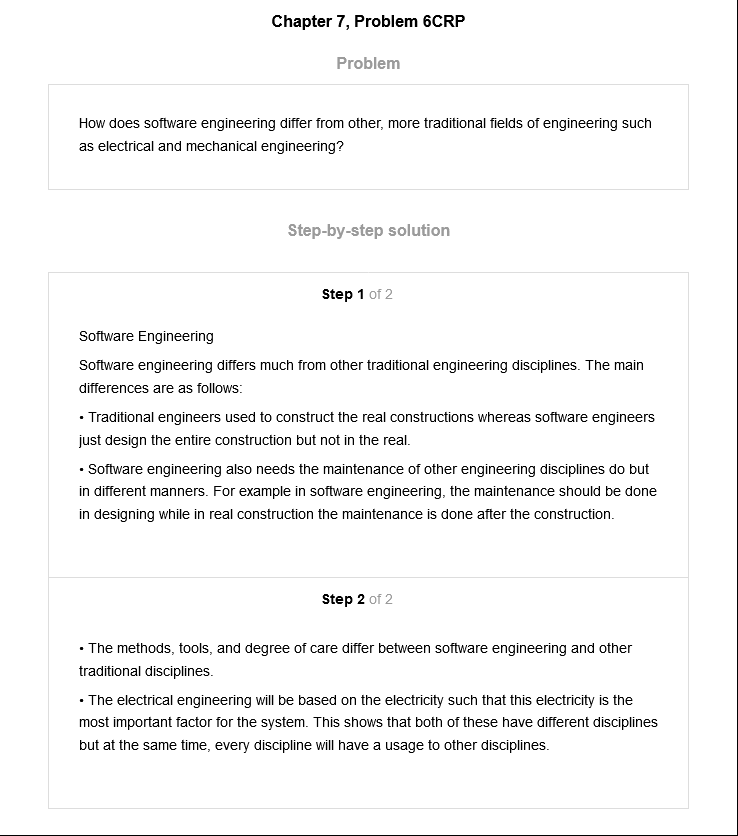 Chapter 7, Problem 6CRP
Problem
How does software engineering differ from other, more traditional fields of engineering such
as electrical and mechanical engineering?
Step-by-step solution
Step 1 of 2
Software Engineering
Software engineering differs much from other traditional engineering disciplines. The main
differences are as follows:
• Traditional engineers used to construct the real constructions whereas software engineers
just design the entire construction but not in the real.
• Software engineering also needs the maintenance of other engineering disciplines do but
in different manners. For example in software engineering, the maintenance should be done
in designing while in real construction the maintenance is done after the construction.
Step 2 of 2
• The methods, tools, and degree of care differ between software engineering and other
traditional disciplines.
• The electrical engineering will be based on the electricity such that this electricity is the
most important factor for the system. This shows that both of these have different disciplines
but at the same time, every discipline will have a usage to other disciplines.